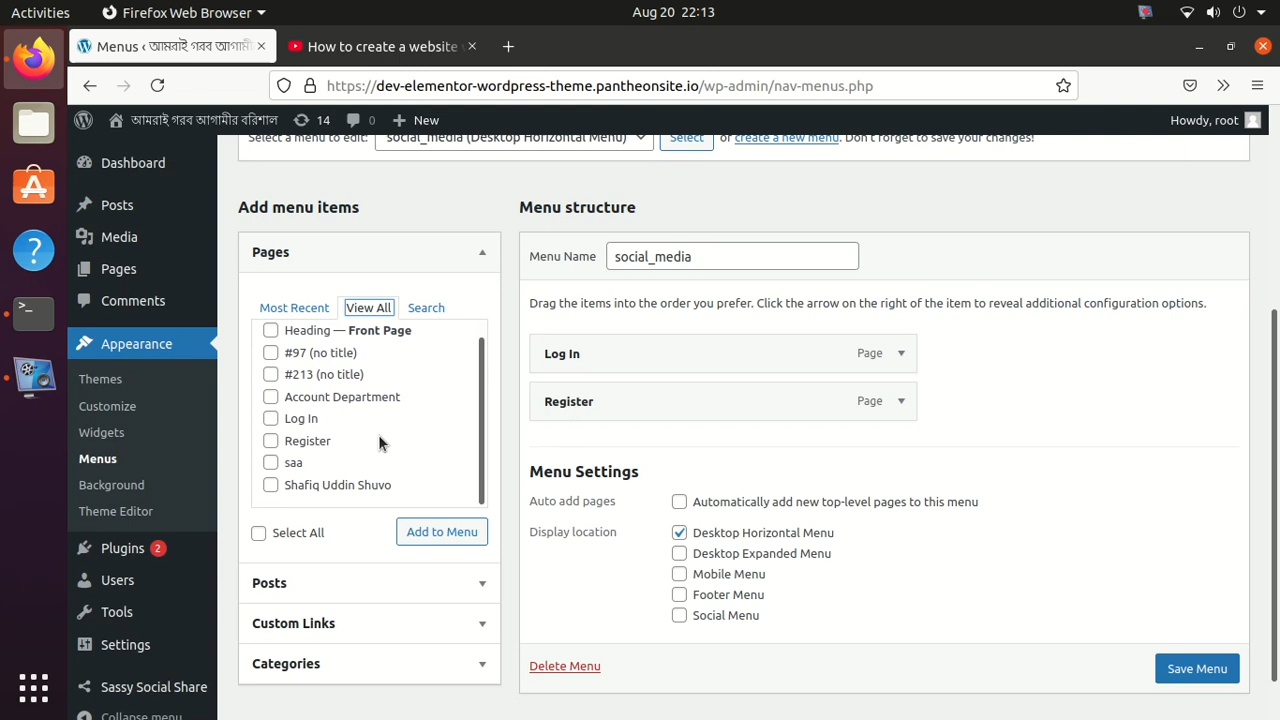 Activities
Firefox Web Browser
Aug 20 22:13
Menus ‹ আমরাই গরব আগামী
How to create a website
https://dev-elementor-wordpress-theme.pantheonsite.io/wp-admin/nav-menus.php
আমরাই গরব আগামীর বরিশাল
14
0
New
Howdy, root
Select a menu to edit:
social_media (Desktop Horizontal Menu)
Select
or create a new menu. Don't forget to save your changes!
Dashboard
Posts
Media
Pages
Comments
Appearance
Themes
Customize
Widgets
Menus
Background
Theme Editor
Plugins 2
Users
Tools
Settings
Sassy Social Share
Collapse menu
Add menu items
Pages
Most Recent
View All
Search
Heading — Front Page
#97 (no title)
#213 (no title)
Account Department
Log In
Register
saa
Shafiq Uddin Shuvo
Select All
Add to Menu
Posts
Custom Links
Categories
Menu structure
Menu Name
social_media
Drag the items into the order you prefer. Click the arrow on the right of the item to reveal additional configuration options.
Log In
Page
Register
Page
Menu Settings
Auto add pages
Automatically add new top-level pages to this menu
Display location
Desktop Horizontal Menu
Desktop Expanded Menu
Mobile Menu
Footer Menu
Social Menu
Delete Menu
Save Menu